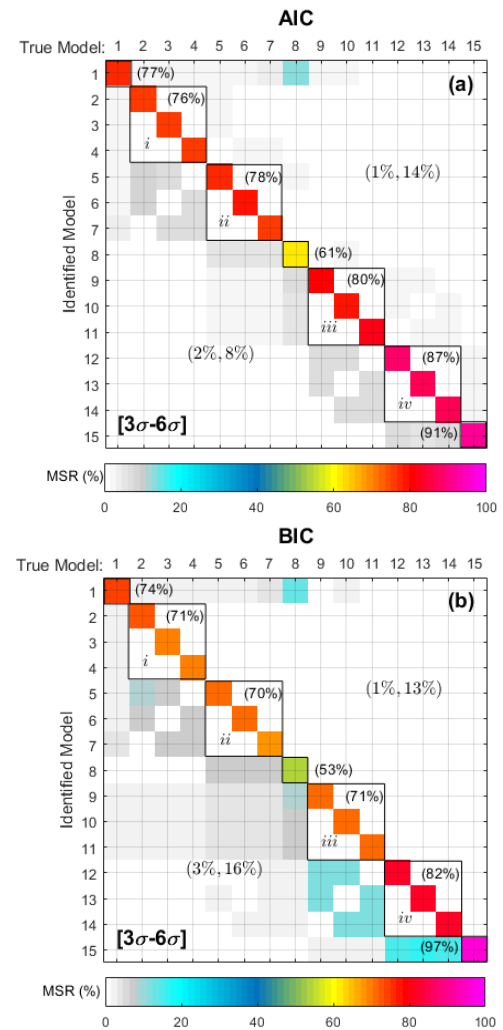 AIC
True Model: 1 2 3 4 5 6 7 8 9 10 11 12 13 14 15
1 (77%) (a)
2 (76%)
3
4 i
5 (78%) (1%, 14%)
6
7 ii
8 (61%)
9 (80%)
10
11 iii
12 (2%, 8%) (87%)
13
14 iv
15 [3σ-6σ] (91%)
Identified Model
MSR (%)
0 20 40 60 80 100
BIC
True Model: 1 2 3 4 5 6 7 8 9 10 11 12 13 14 15
1 (74%) (b)
2 (71%)
3
4 i
5 (70%) (1%, 13%)
6
7 ii
8 (53%)
9 (71%)
10
11 iii
12 (3%, 16%) (82%)
13
14 iv
15 [3σ-6σ] (97%)
Identified Model
MSR (%)
0 20 40 60 80 100